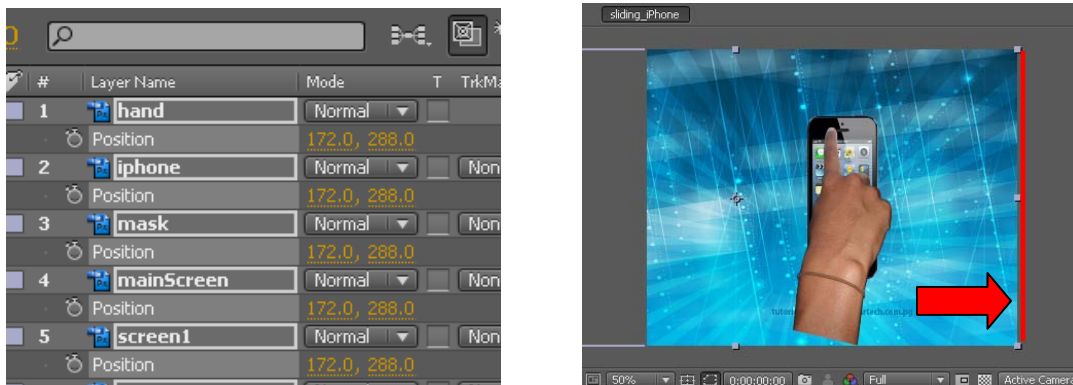 # Layer Name Mode T TrkMa
1 hand Normal
Position 172.0, 288.0
2 iphone Normal Non
Position 172.0, 288.0
3 mask Normal Non
Position 172.0, 288.0
4 mainScreen Normal Non
Position 172.0, 288.0
5 screen1 Normal Non
Position 172.0, 288.0
sliding_iPhone
50% 0:00:00:00 Full Active Camera